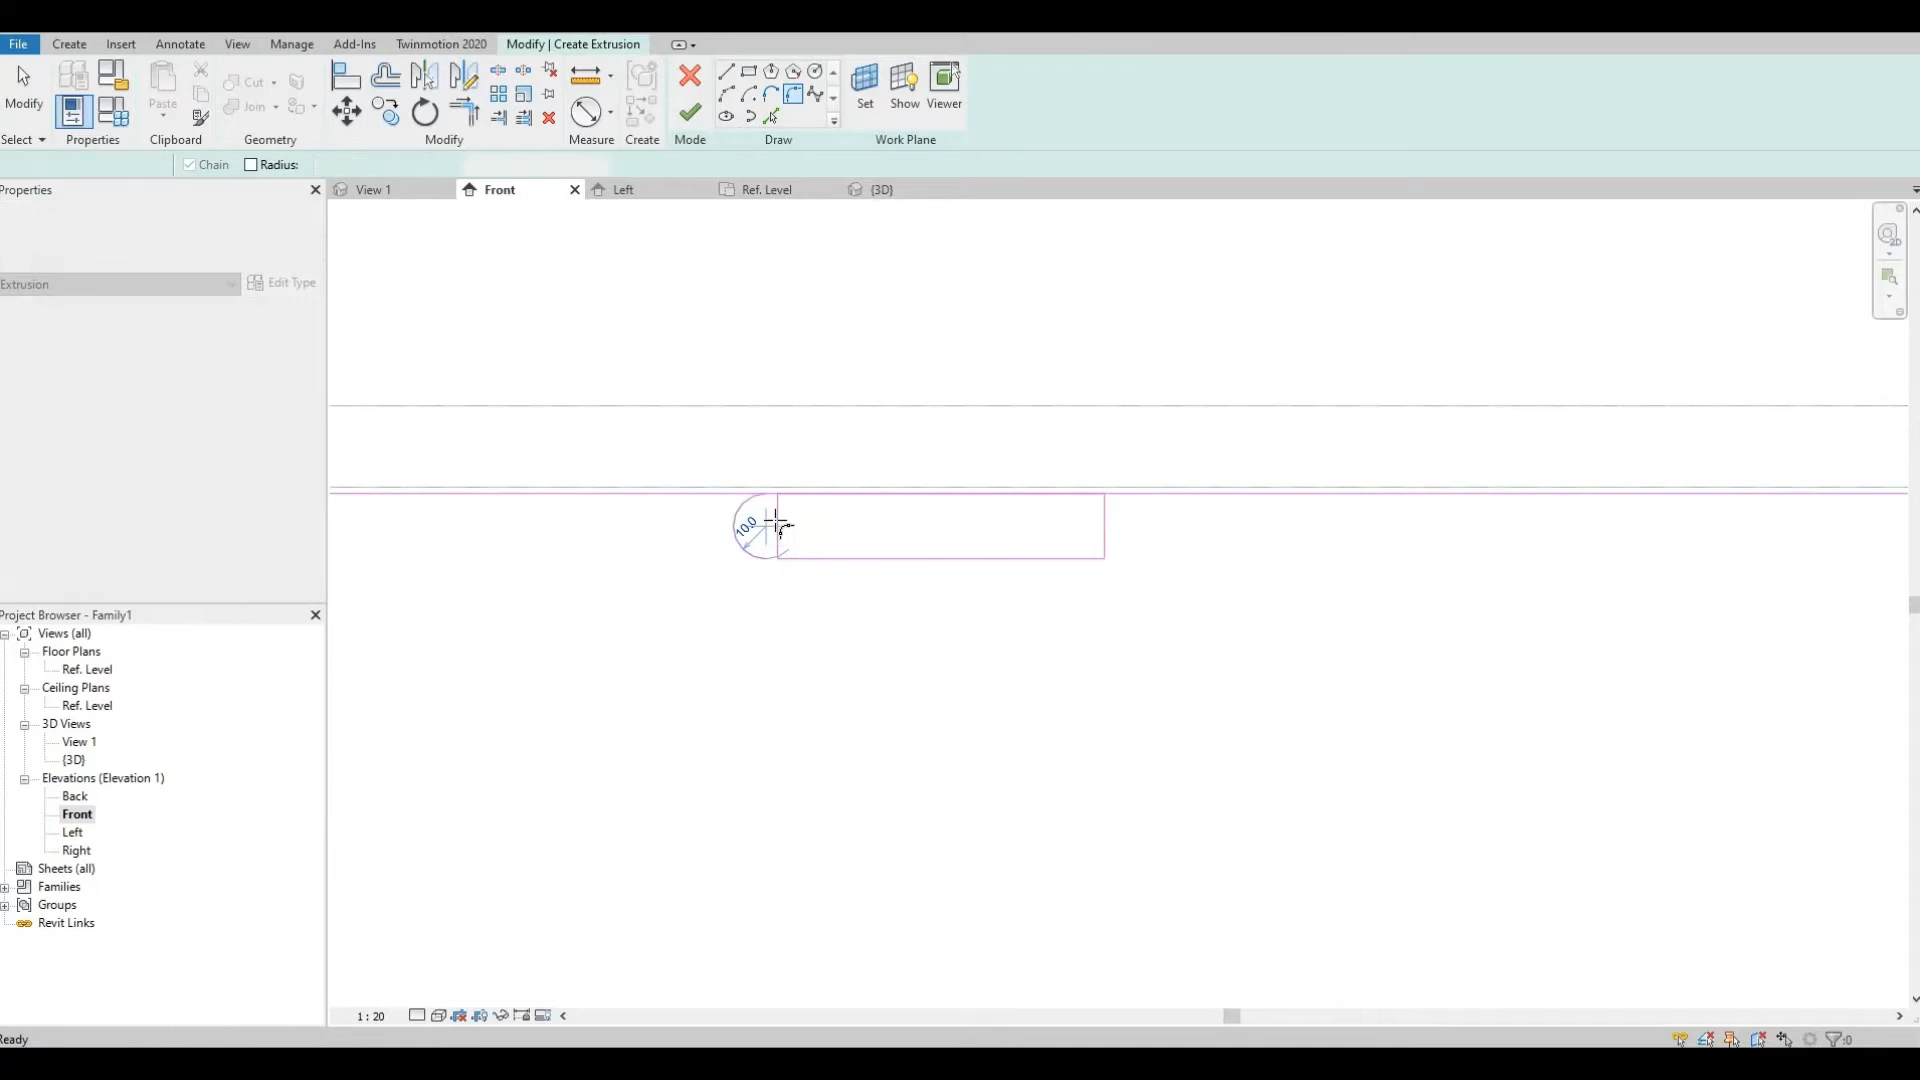 File Create Insert Annotate View Manage Add-Ins Twinmotion 2020 Modify | Create Extrusion
Modify Paste Cut Join Set Show Viewer
Select Properties Clipboard Geometry Modify Measure Create Mode Draw Work Plane
Chain Radius:
Properties View 1 Front Left Ref. Level {3D}
2D
Extrusion Edit Type
10.0
Project Browser - Family1
Views (all)
Floor Plans
Ref. Level
Ceiling Plans
Ref. Level
3D Views
View 1
{3D}
Elevations (Elevation 1)
Back
Front
Left
Right
Sheets (all)
Families
Groups
Revit Links
1 : 20
Ready :0